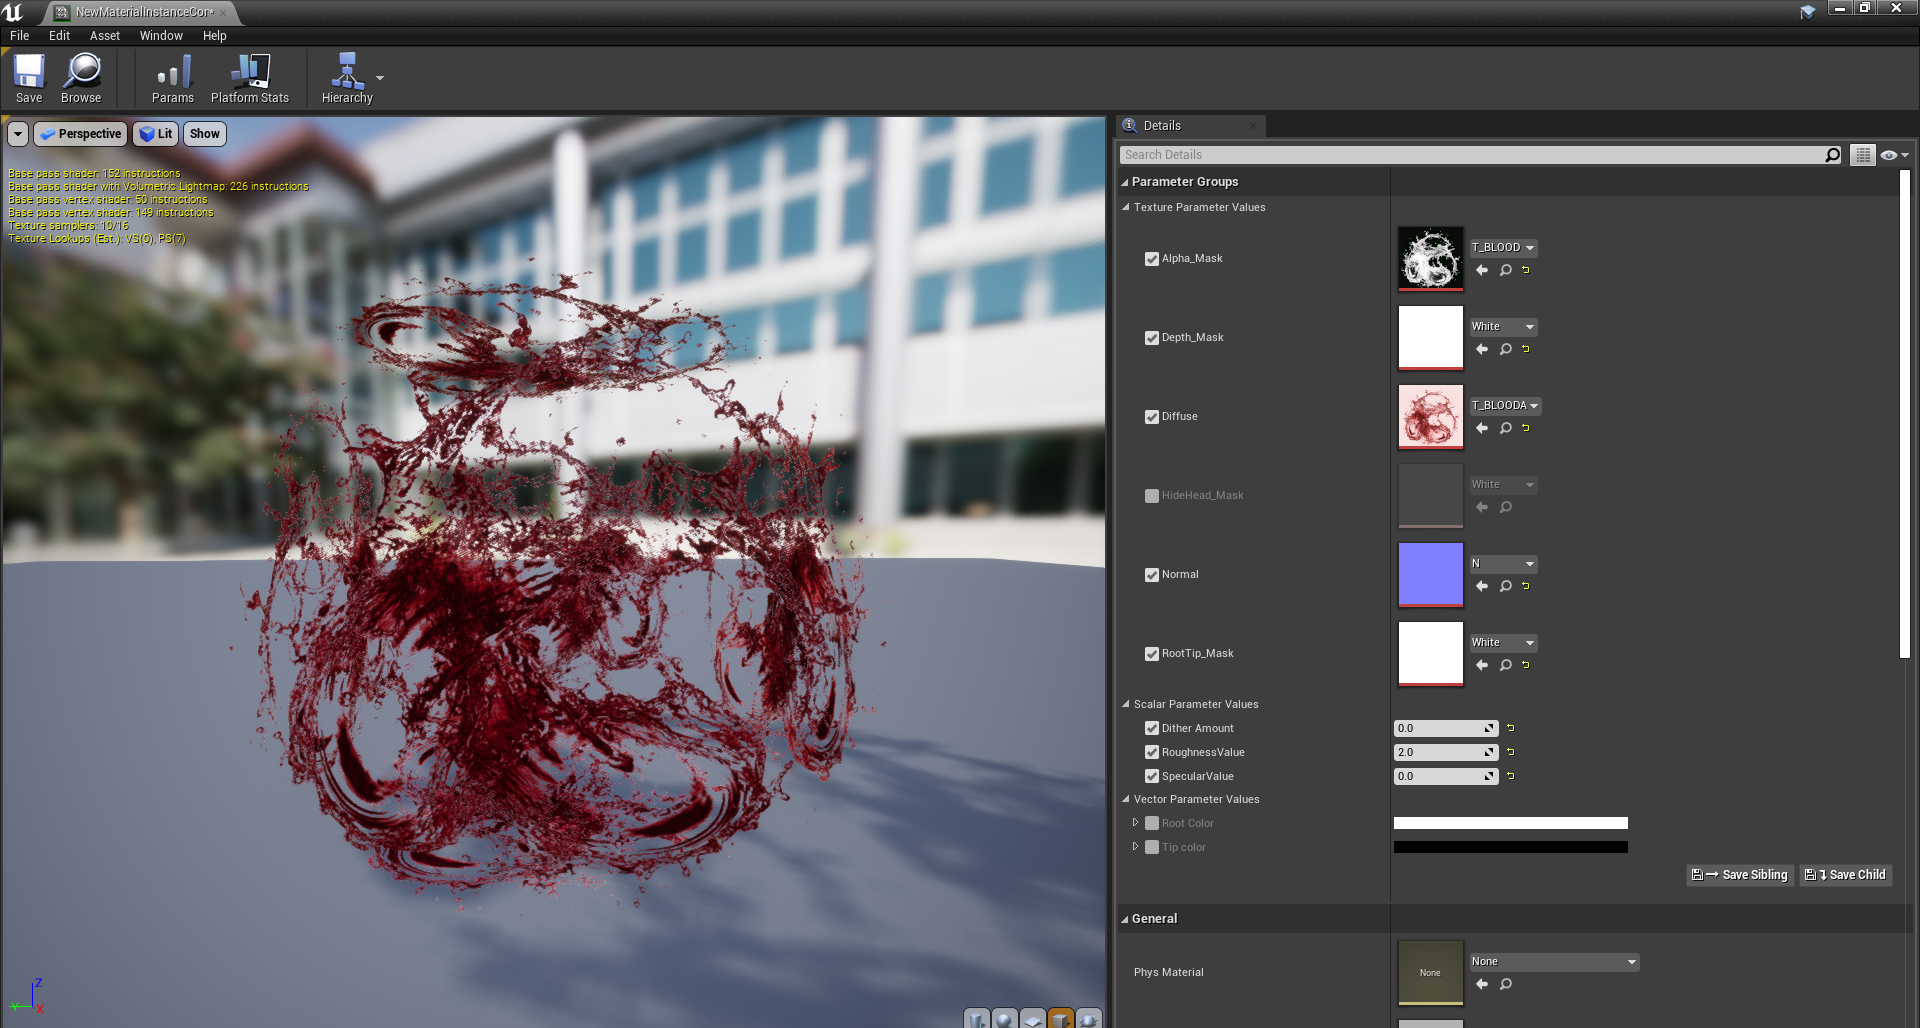 NewMaterialInstanceCor*
File Edit Asset Window Help
Save Browse Params Platform Stats Hierarchy
Perspective Lit Show
Base pass shader: 152 instructions
Base pass shader with Volumetric Lightmap: 226 instructions
Base pass vertex shader: 50 instructions
Base pass vertex shader: 149 instructions
Texture samplers: 10/16
Texture Lookups (Est.): VS(0), PS(7)
Z
Y
X
Details
Search Details
Parameter Groups
Texture Parameter Values
Alpha_Mask T_BLOOD
Depth_Mask White
Diffuse T_BLOODA
HideHead_Mask White
Normal N
RootTip_Mask White
Scalar Parameter Values
Dither Amount 0.0
RoughnessValue 2.0
SpecularValue 0.0
Vector Parameter Values
Root Color
Tip color
Save Sibling Save Child
General
Phys Material None None